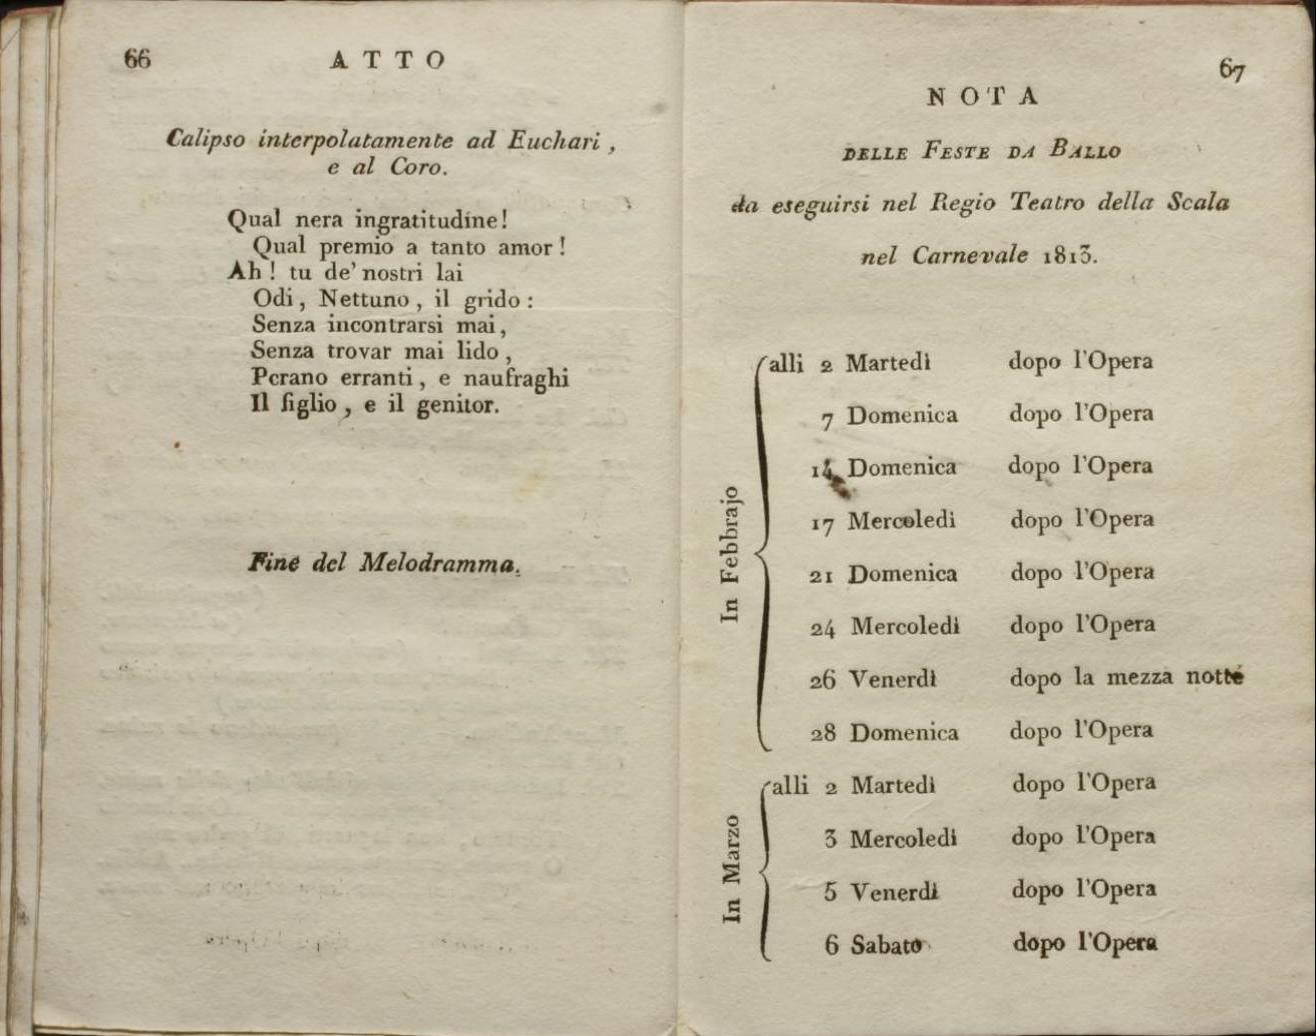 66
ATTO
Calipso interpolatamente ad Euchari,
e al Coro.
Qual nera ingratitudine!
Qual premio a tanto amor!
Ah! tu de' nostri lai
Odi, Nettuno, il grido:
Senza incontrarsi mai,
Senza trovar mai lido,
Perano erranti, e naufraghi
Il figlio, e il genitor.
Fine del Melodramma.
67
NOTA
DELLE FESTE DA BALLO
da eseguirsi nel Regio Teatro della Scala
nel Carnevale 1813.
In Febbrajo
alli 2 Martedì dopo l'Opera
7 Domenica dopo l'Opera
14 Domenica dopo l'Opera
17 Mercoledì dopo l'Opera
21 Domenica dopo l'Opera
24 Mercoledì dopo l'Opera
26 Venerdì dopo la mezza notte
28 Domenica dopo l'Opera
In Marzo
alli 2 Martedì dopo l'Opera
3 Mercoledì dopo l'Opera
5 Venerdì dopo l'Opera
6 Sabato dopo l'Opera